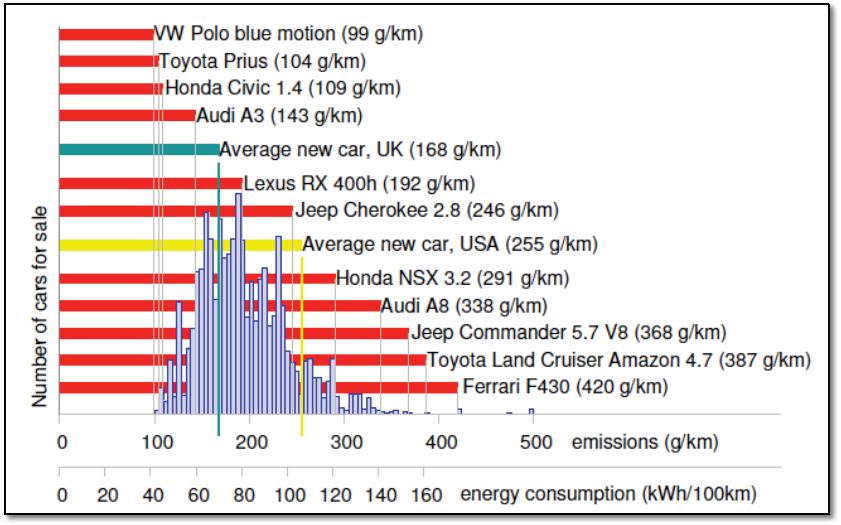 VW Polo blue motion (99 g/km)
Toyota Prius (104 g/km)
Honda Civic 1.4 (109 g/km)
Audi A3 (143 g/km)
Average new car, UK (168 g/km)
Lexus RX 400h (192 g/km)
Jeep Cherokee 2.8 (246 g/km)
Average new car, USA (255 g/km)
Honda NSX 3.2 (291 g/km)
Audi A8 (338 g/km)
Jeep Commander 5.7 V8 (368 g/km)
Toyota Land Cruiser Amazon 4.7 (387 g/km)
Ferrari F430 (420 g/km)
Number of cars for sale
0 100 200 300 400 500 emissions (g/km)
0 20 40 60 80 100 120 140 160 energy consumption (kWh/100km)